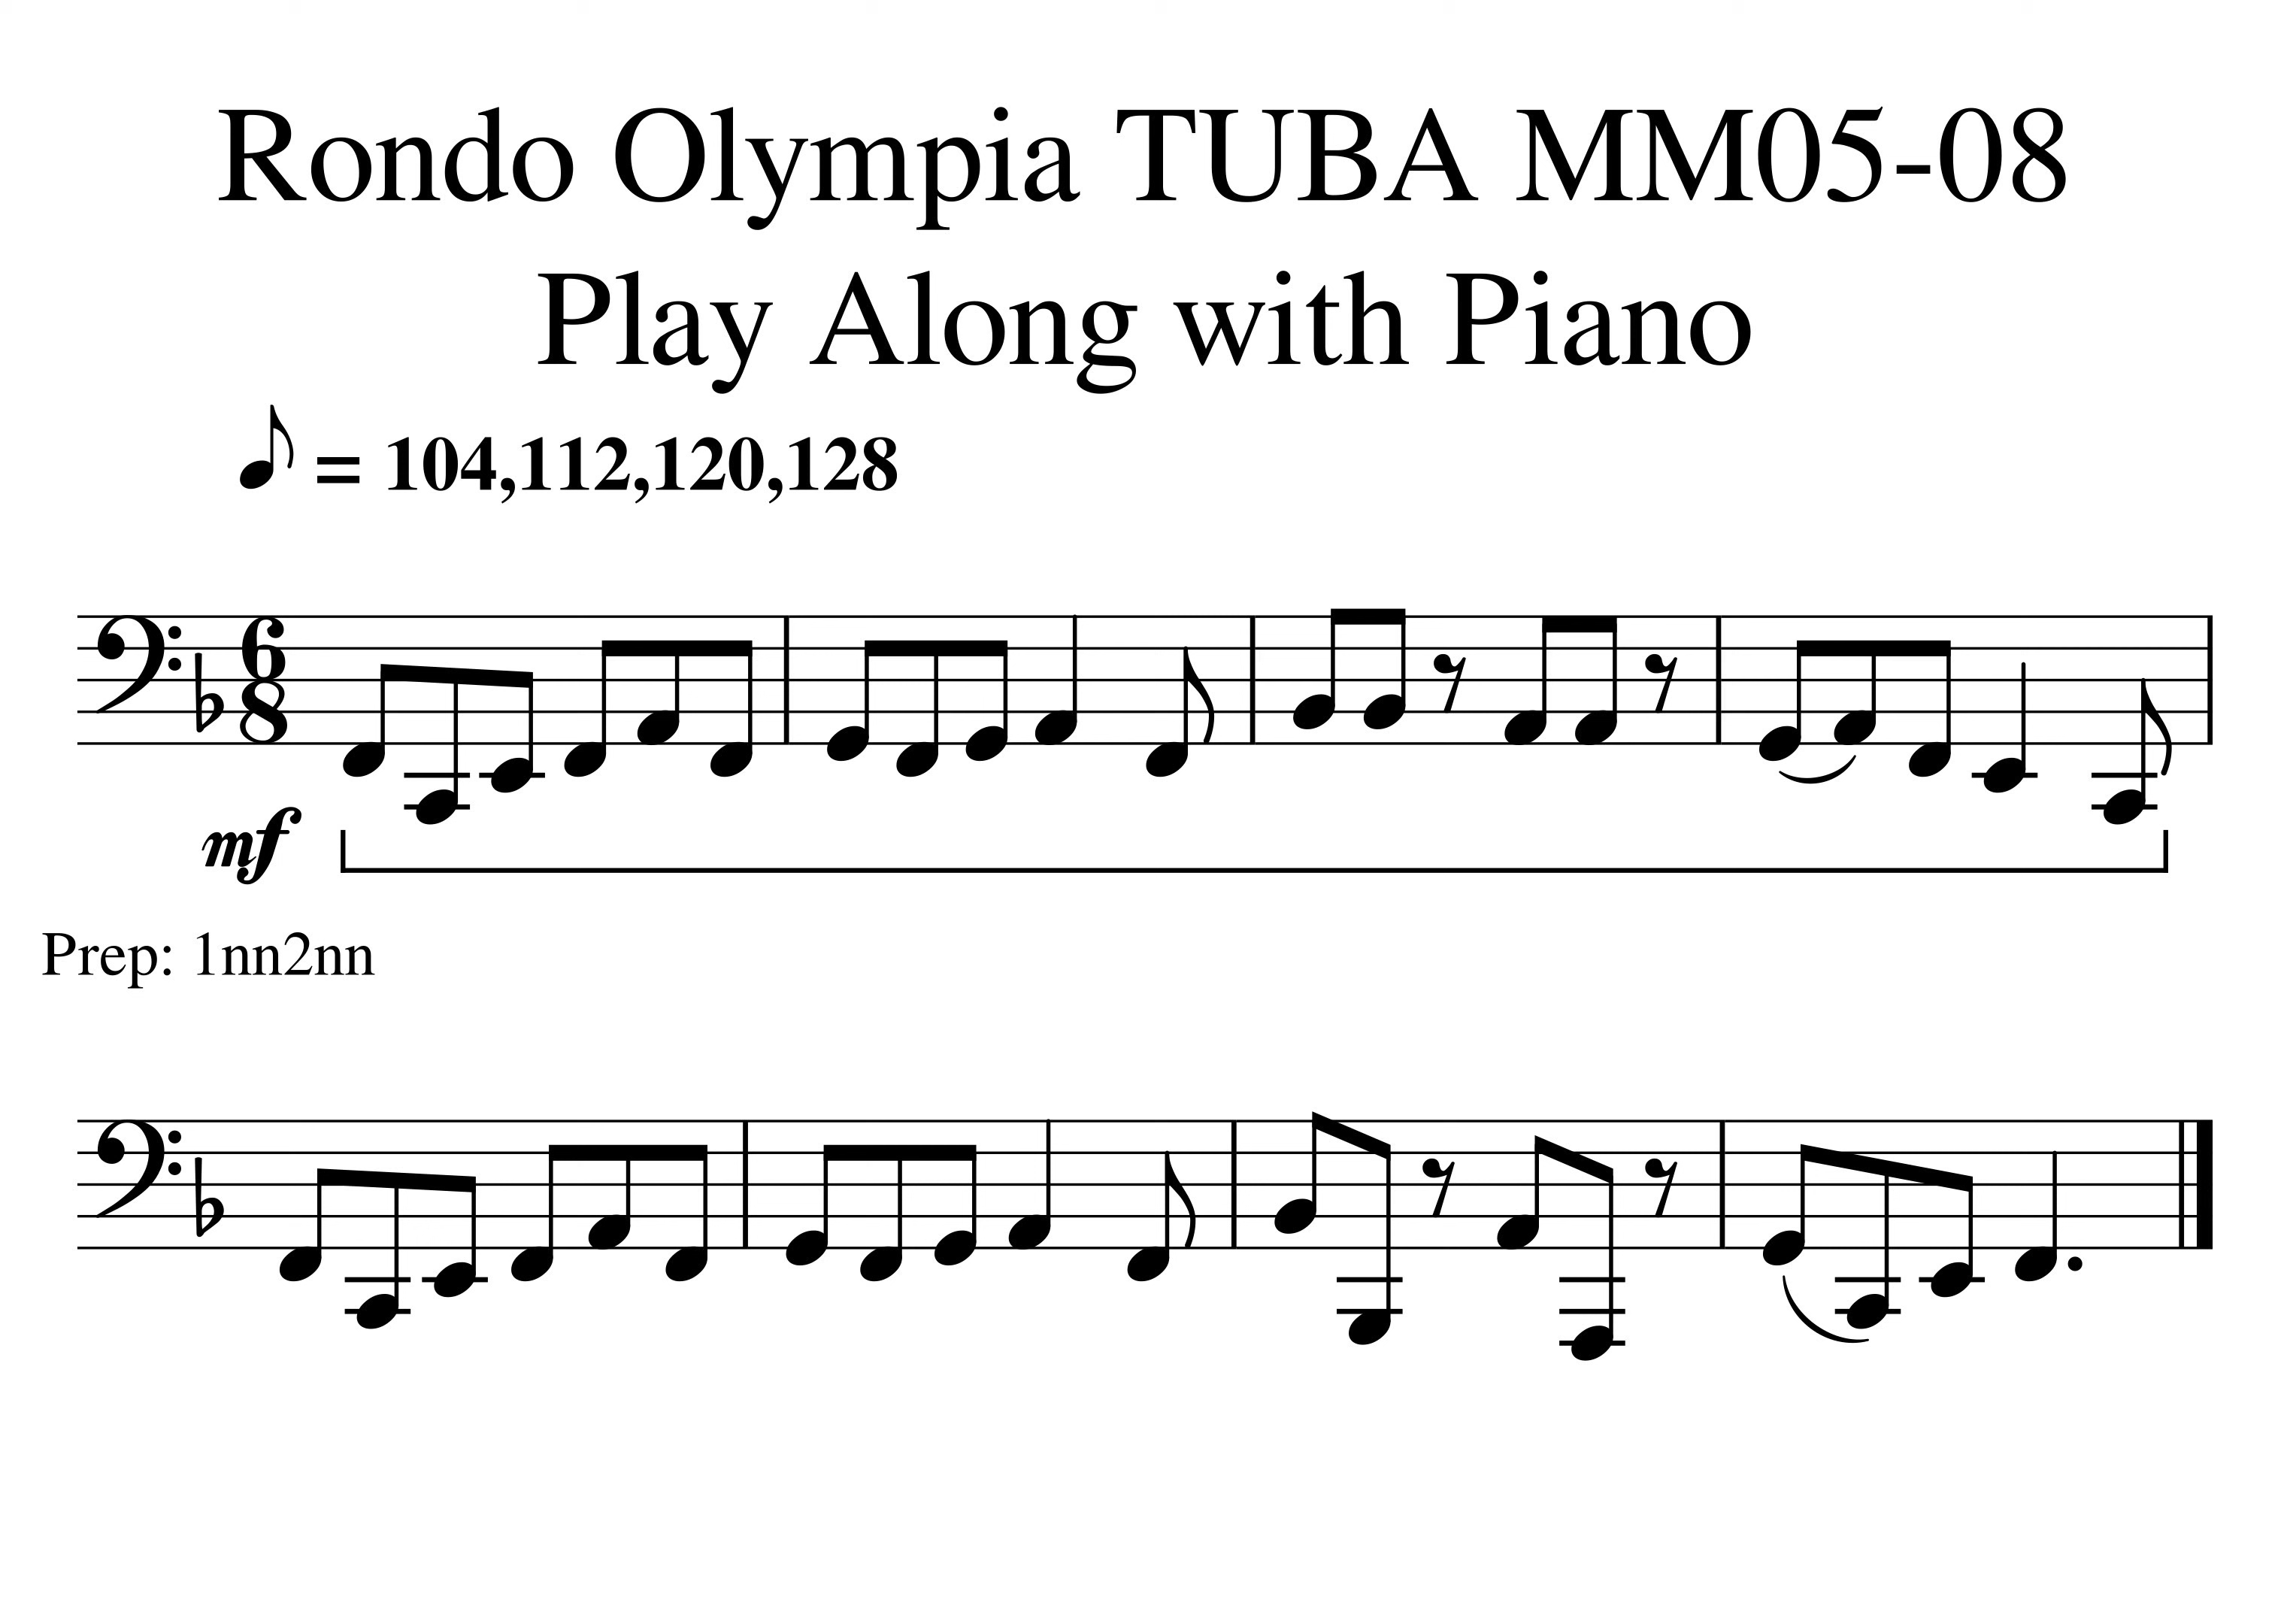 Rondo Olympia TUBA MM05-08
Play Along with Piano
♪ = 104,112,120,128
6
8
mf
Prep: 1nn2nn